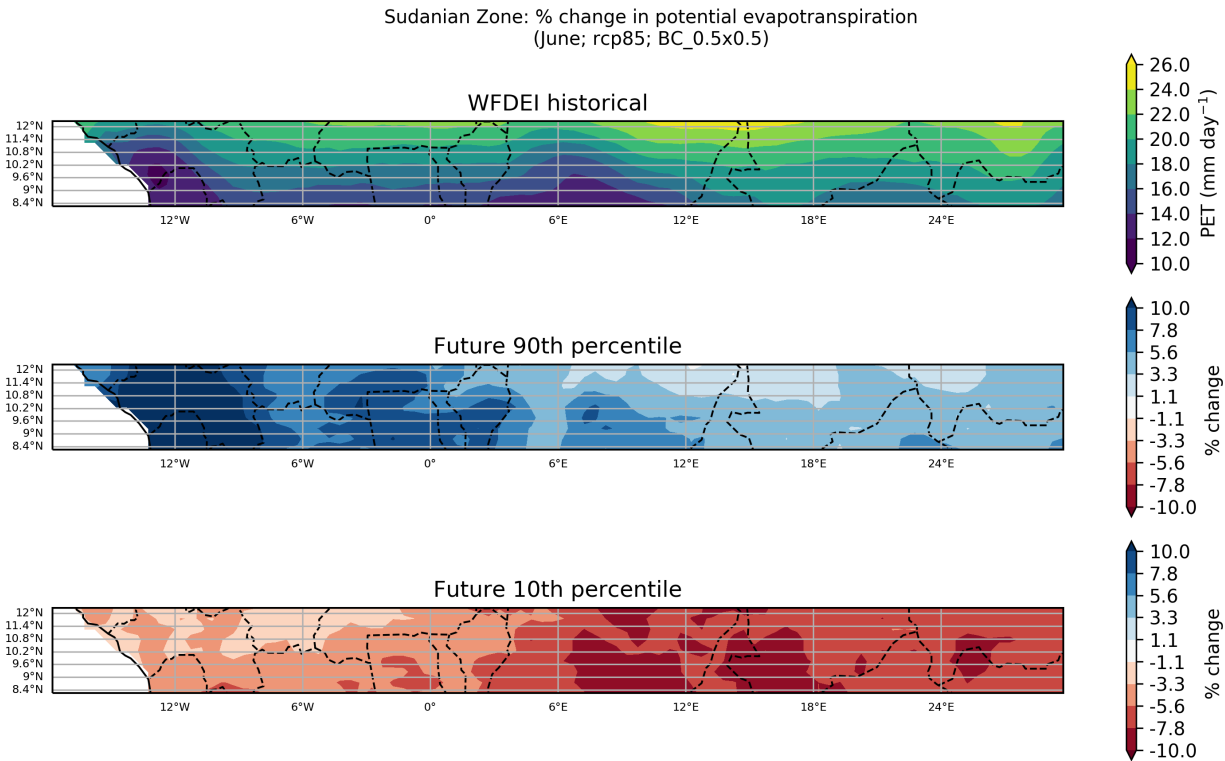 Sudanian Zone: % change in potential evapotranspiration
(June; rcp85; BC_0.5x0.5)
WFDEI historical
12°N
11.4°N
10.8°N
10.2°N
9.6°N
9°N
8.4°N
12°W 6°W 0° 6°E 12°E 18°E 24°E
26.0
24.0
22.0
20.0
18.0
16.0
14.0
12.0
10.0
PET (mm day⁻¹)
Future 90th percentile
12°N
11.4°N
10.8°N
10.2°N
9.6°N
9°N
8.4°N
12°W 6°W 0° 6°E 12°E 18°E 24°E
10.0
7.8
5.6
3.3
1.1
-1.1
-3.3
-5.6
-7.8
-10.0
% change
Future 10th percentile
12°N
11.4°N
10.8°N
10.2°N
9.6°N
9°N
8.4°N
12°W 6°W 0° 6°E 12°E 18°E 24°E
10.0
7.8
5.6
3.3
1.1
-1.1
-3.3
-5.6
-7.8
-10.0
% change